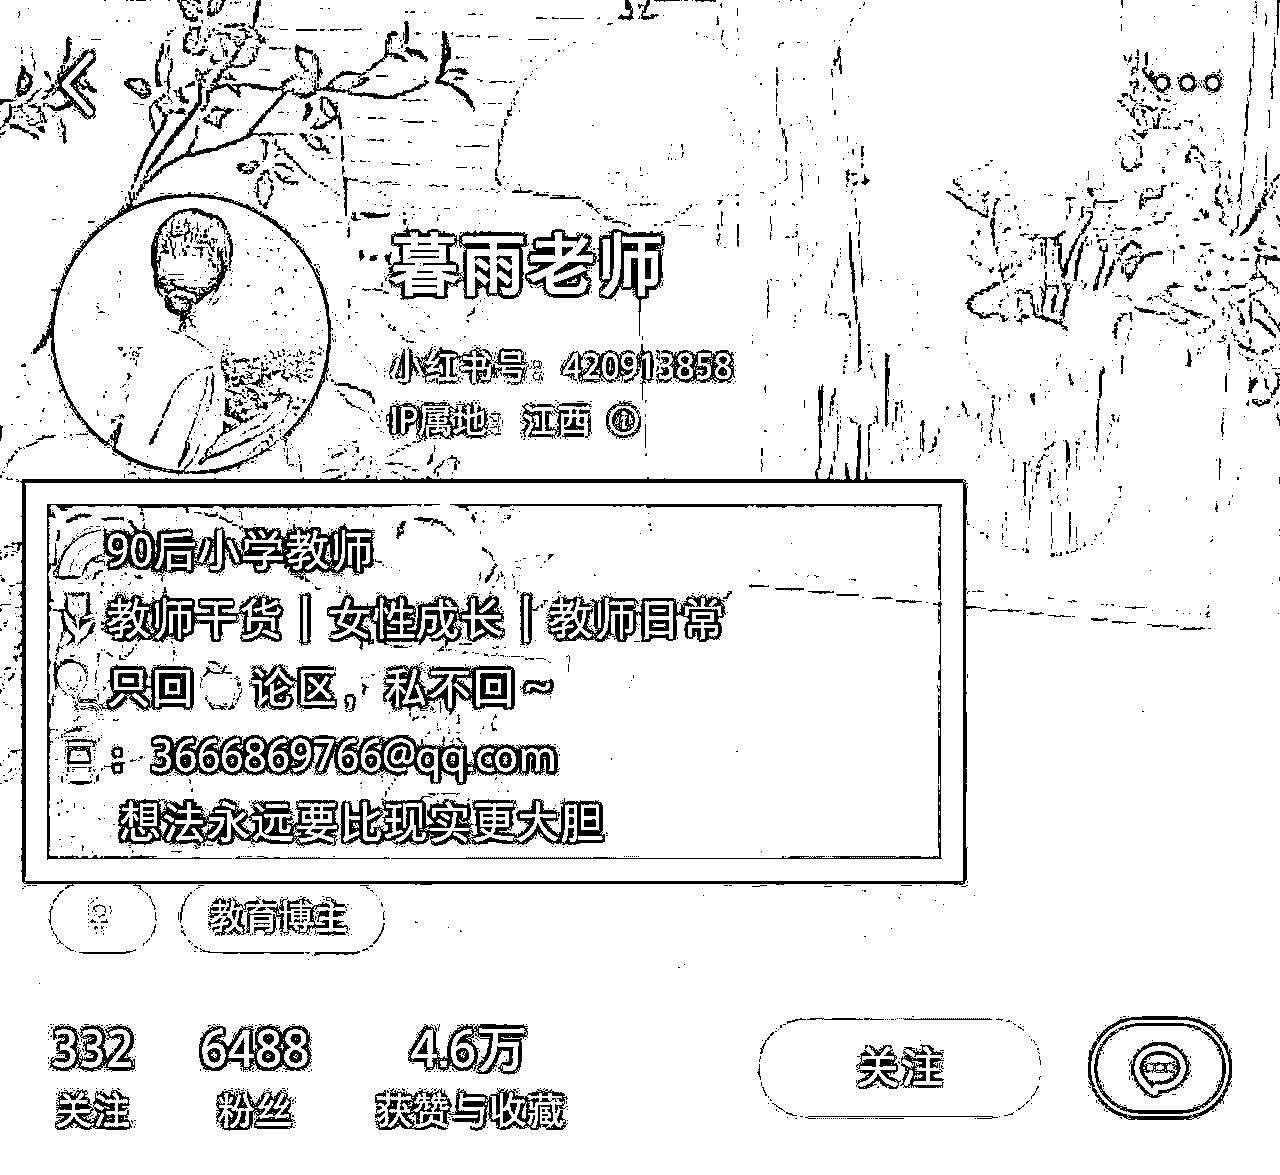 暮雨老师
小红书号：420913858
IP属地：江西
90后小学教师
教师干货｜女性成长｜教师日常
只回🍎论区，私不回~
：3666869766@qq.com
想法永远要比现实更大胆
教育博主
332 6488 4.6万
关注 粉丝 获赞与收藏
关注